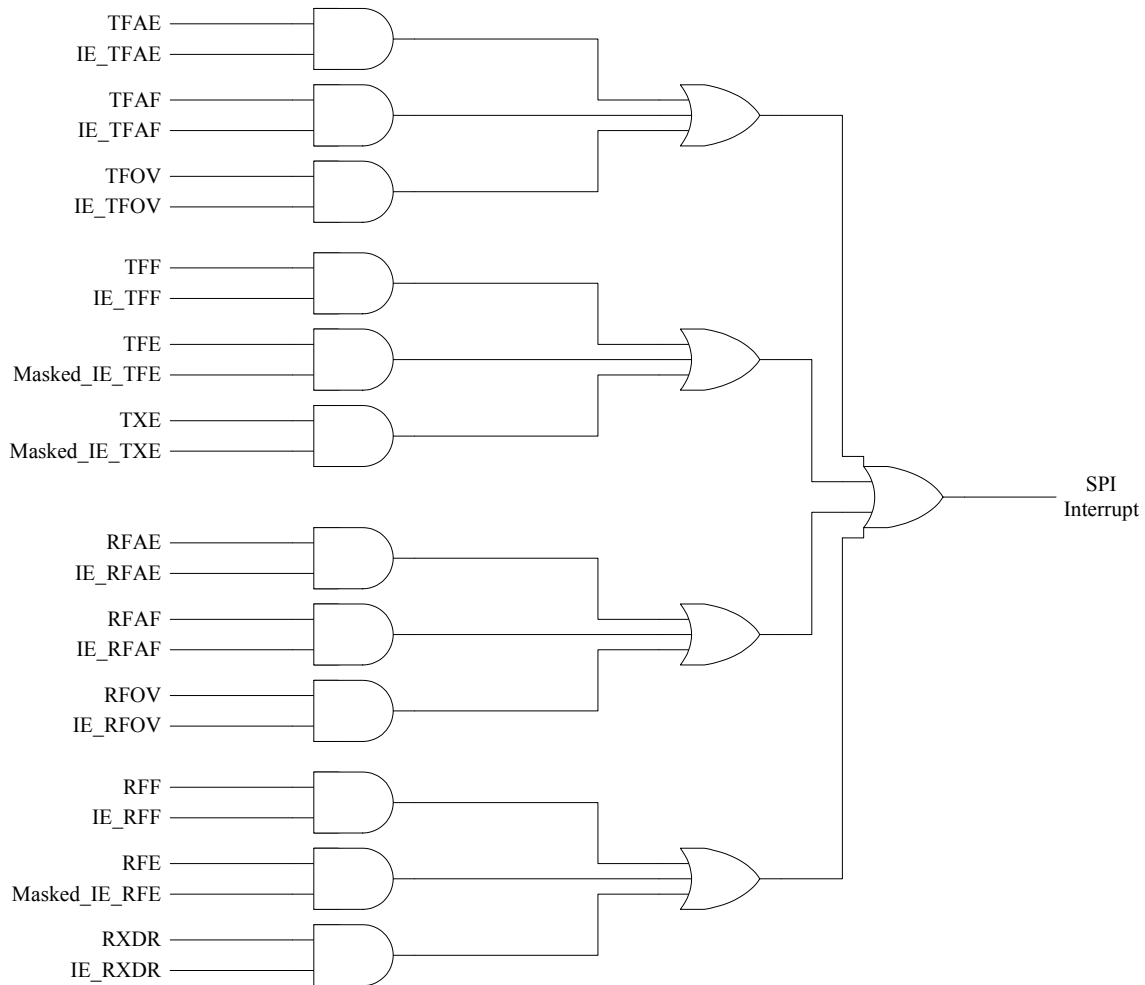 TFAE
IE_TFAE
TFAF
IE_TFAF
TFOV
IE_TFOV
TFF
IE_TFF
TFE
Masked_IE_TFE
TXE
Masked_IE_TXE
SPI
Interrupt
RFAE
IE_RFAE
RFAF
IE_RFAF
RFOV
IE_RFOV
RFF
IE_RFF
RFE
Masked_IE_RFE
RXDR
IE_RXDR